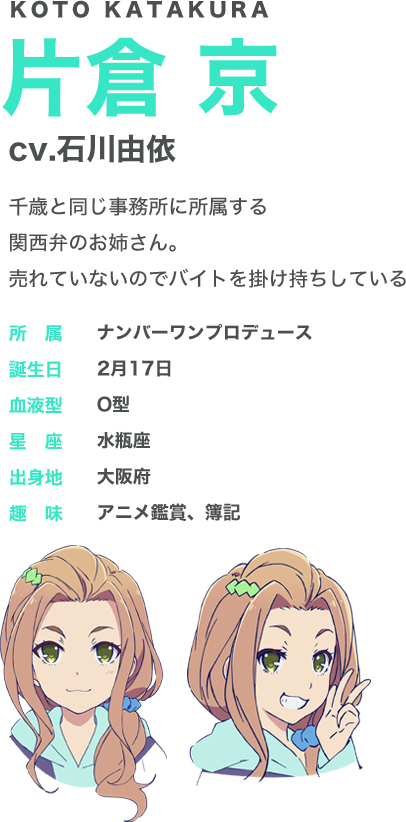 KOTO KATAKURA
片倉 京
cv.石川由依
千歳と同じ事務所に所属する
関西弁のお姉さん。
売れていないのでバイトを掛け持ちしている
所 属 ナンバーワンプロデュース
誕生日 2月17日
血液型 O型
星 座 水瓶座
出身地 大阪府
趣 味 アニメ鑑賞、簿記